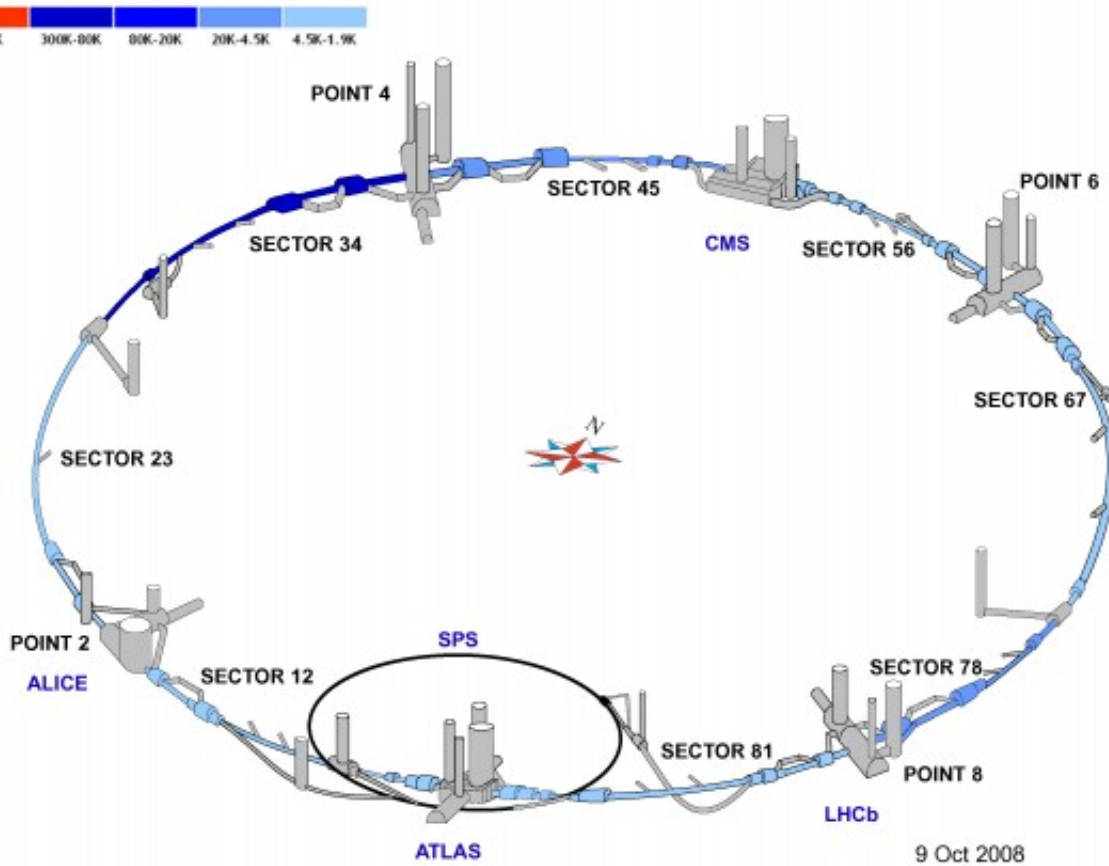 K
300K-80K
80K-20K
20K-4.5K
4.5K-1.9K
POINT 4
SECTOR 45
POINT 6
SECTOR 34
CMS
SECTOR 56
SECTOR 67
N
SECTOR 23
POINT 2
SPS
ALICE
SECTOR 12
SECTOR 78
SECTOR 81
POINT 8
LHCb
ATLAS
9 Oct 2008